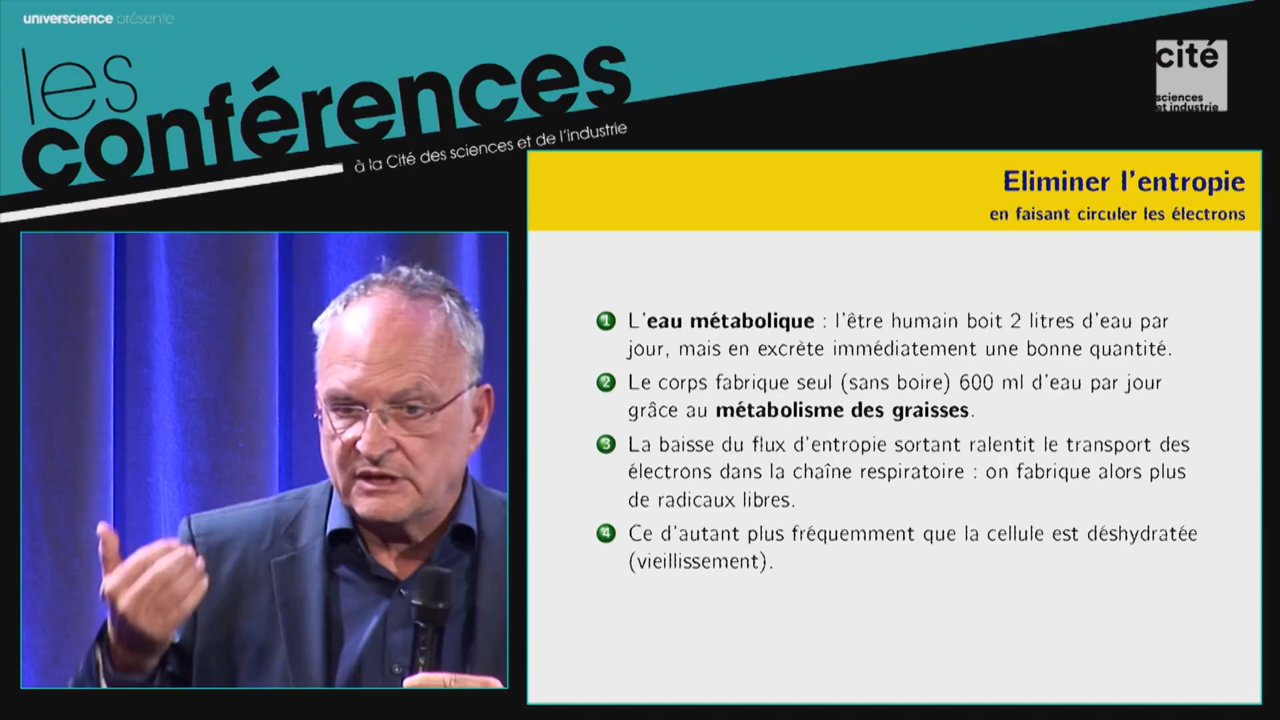 universcience présente
les
conférences
à la Cité des sciences et de l'industrie
cité
sciences
et industrie
Eliminer l'entropie
en faisant circuler les électrons
1 L'eau métabolique : l'être humain boit 2 litres d'eau par
jour, mais en excrète immédiatement une bonne quantité.
2 Le corps fabrique seul (sans boire) 600 ml d'eau par jour
grâce au métabolisme des graisses.
3 La baisse du flux d'entropie sortant ralentit le transport des
électrons dans la chaîne respiratoire : on fabrique alors plus
de radicaux libres.
4 Ce d'autant plus fréquemment que la cellule est déshydratée
(vieillissement).